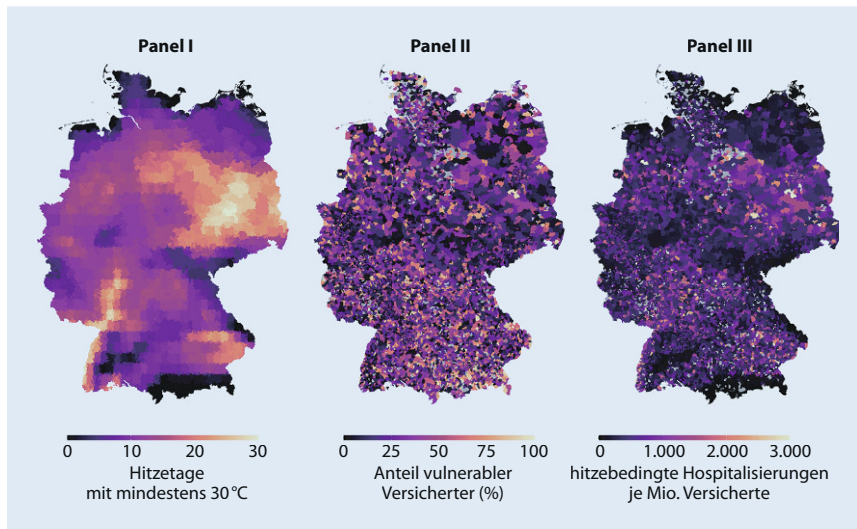 Panel I
0 10 20 30
Hitzetage
mit mindestens 30 °C
Panel II
0 25 50 75 100
Anteil vulnerabler
Versicherter (%)
Panel III
0 1.000 2.000 3.000
hitzebedingte Hospitalisierungen
je Mio. Versicherte